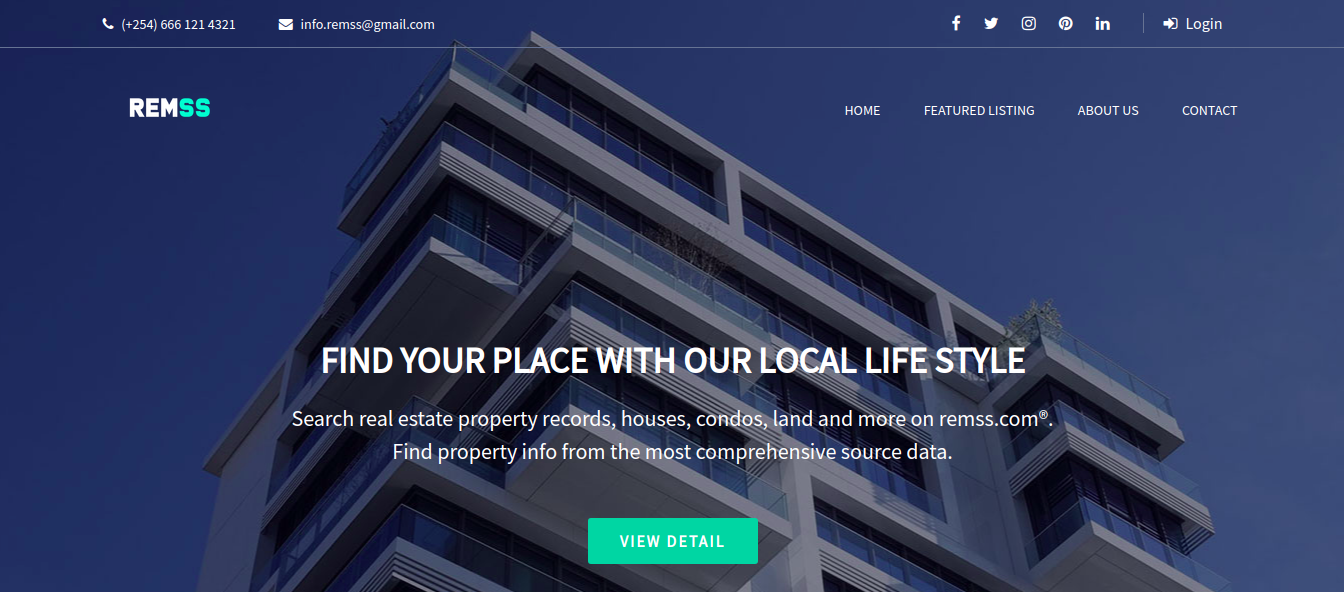 (+254) 666 121 4321
info.remss@gmail.com
Login
REMSS
HOME
FEATURED LISTING
ABOUT US
CONTACT
FIND YOUR PLACE WITH OUR LOCAL LIFE STYLE
Search real estate property records, houses, condos, land and more on remss.com®.
Find property info from the most comprehensive source data.
VIEW DETAIL